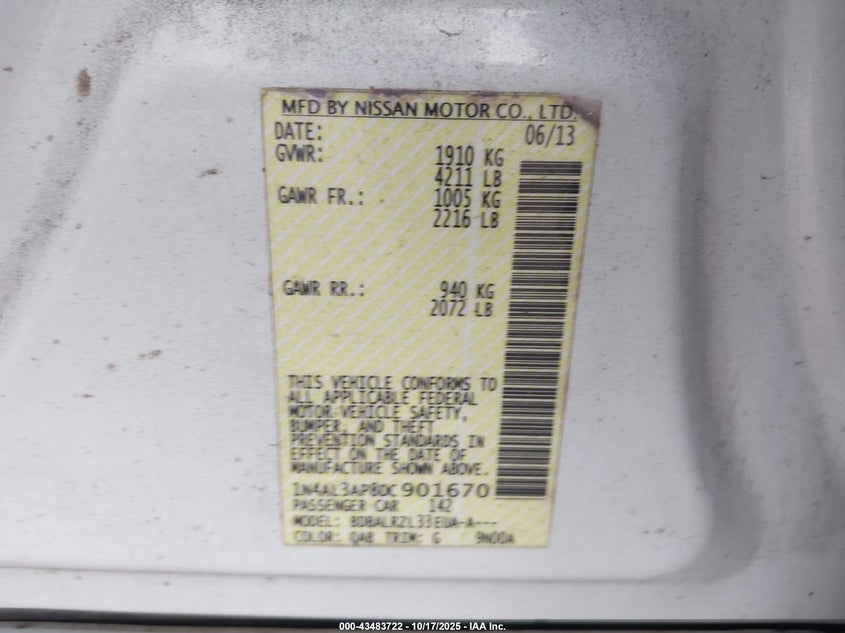 MFD BY NISSAN MOTOR CO., LTD.
DATE: 06/13
GVWR: 1910 KG
4211 LB
GAWR FR.: 1005 KG
2216 LB
GAWR RR.: 940 KG
2072 LB
THIS VEHICLE CONFORMS TO
ALL APPLICABLE FEDERAL
MOTOR VEHICLE SAFETY,
BUMPER, AND THEFT
PREVENTION STANDARDS IN
EFFECT ON THE DATE OF
MANUFACTURE SHOWN ABOVE.
1N4AL3AP8DC901670
PASSENGER CAR 142
MODEL: BDBALRZL33EUA-A---
COLOR: QAB TRIM: G 9N00A
000-43483722 - 10/17/2025 - IAA Inc.